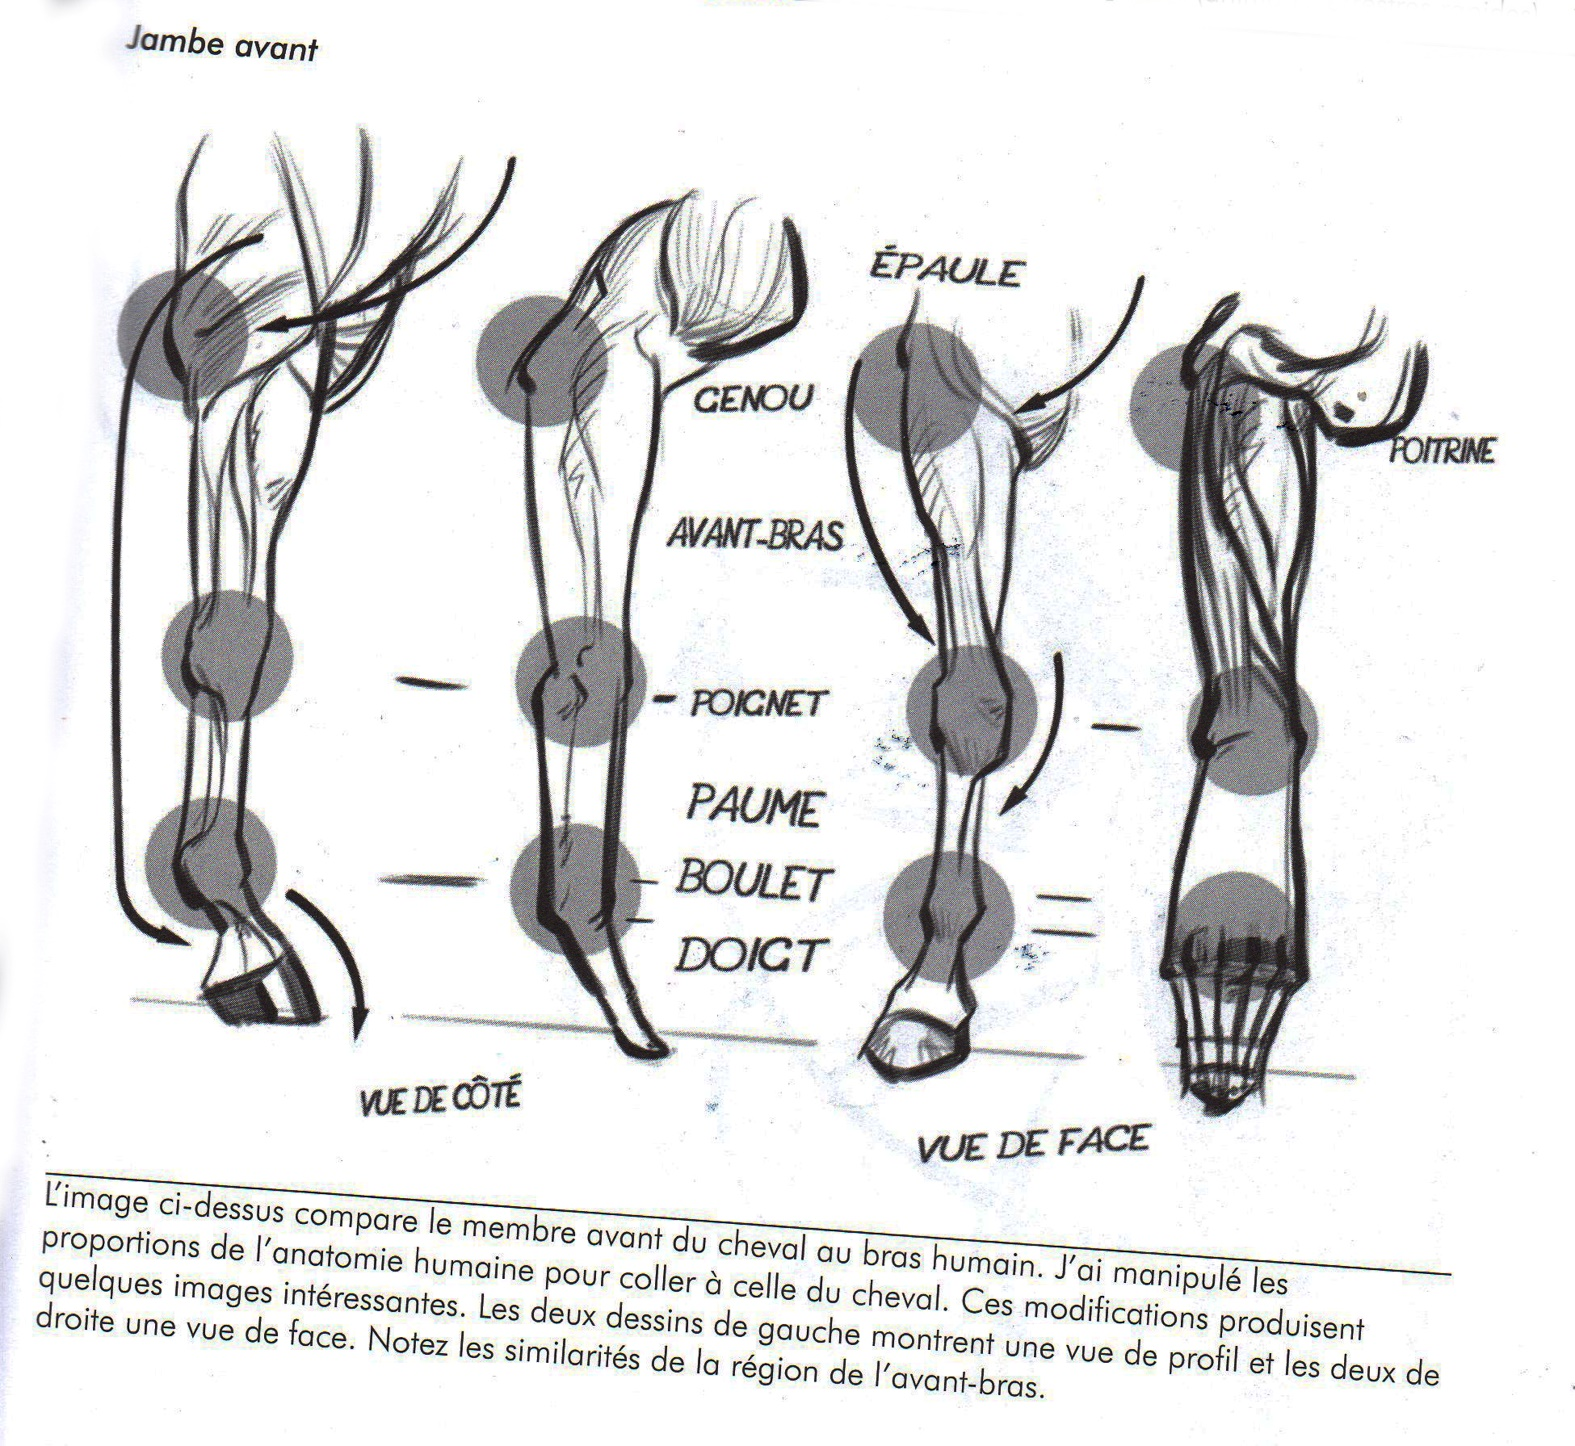 Jambe avant
ÉPAULE
GENOU
POITRINE
AVANT-BRAS
POIGNET
PAUME
BOULET
DOIGT
VUE DE CÔTÉ
VUE DE FACE
L'image ci-dessus compare le membre avant du cheval au bras humain. J'ai manipulé les
proportions de l'anatomie humaine pour coller à celle du cheval. Ces modifications produisent
quelques images intéressantes. Les deux dessins de gauche montrent une vue de profil et les deux de
droite une vue de face. Notez les similarités de la région de l'avant-bras.